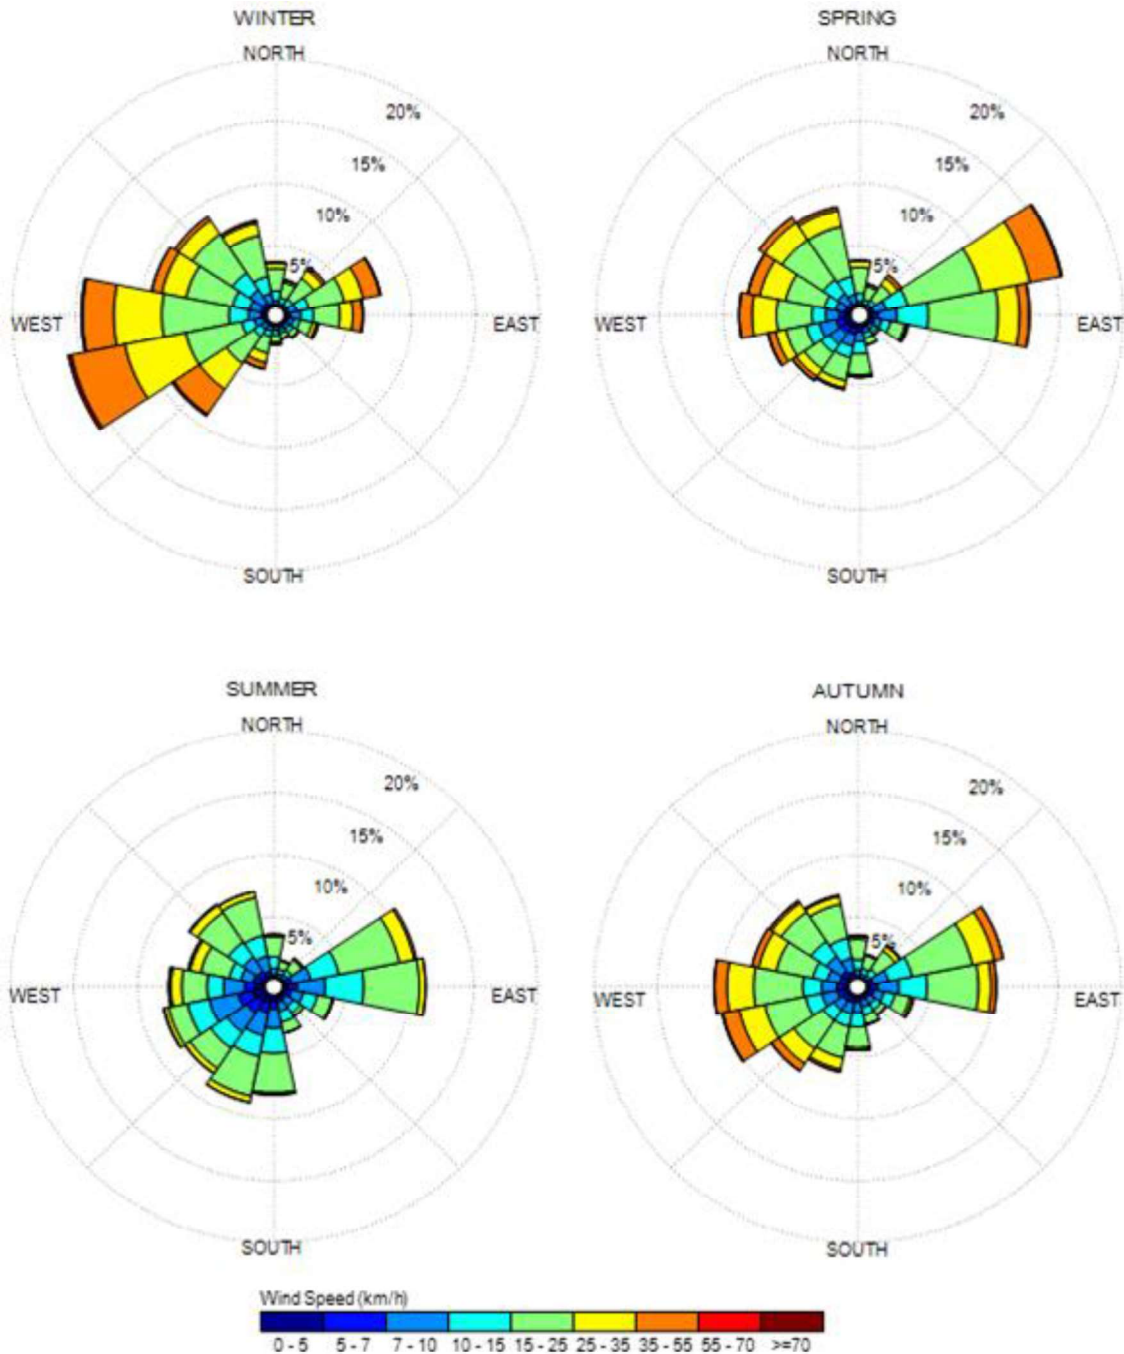 WINTER
NORTH
20%
15%
10%
5%
WEST
EAST
SOUTH
SPRING
NORTH
20%
15%
10%
5%
WEST
EAST
SOUTH
SUMMER
NORTH
20%
15%
10%
5%
WEST
EAST
SOUTH
AUTUMN
NORTH
20%
15%
10%
5%
WEST
EAST
SOUTH
Wind Speed (km/h)
0 - 5 5 - 7 7 - 10 10 - 15 15 - 25 25 - 35 35 - 55 55 - 70 >=70